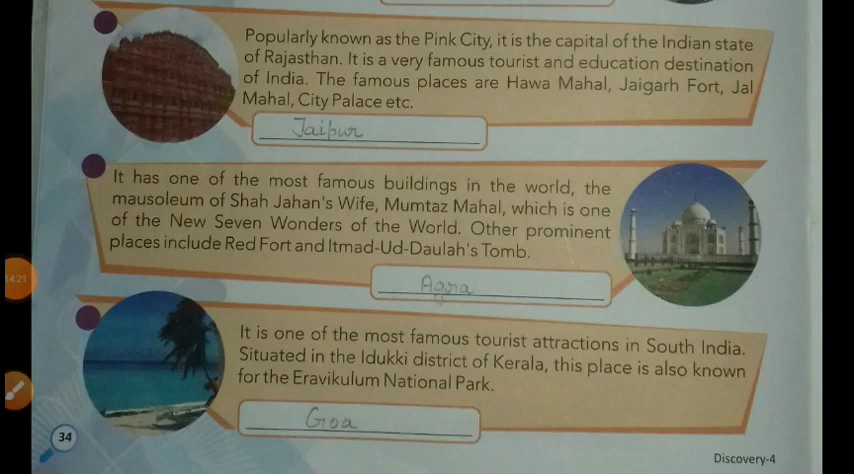 Popularly known as the Pink City, it is the capital of the Indian state
of Rajasthan. It is a very famous tourist and education destination
of India. The famous places are Hawa Mahal, Jaigarh Fort, Jal
Mahal, City Palace etc.
Jaipur
It has one of the most famous buildings in the world, the
mausoleum of Shah Jahan's Wife, Mumtaz Mahal, which is one
of the New Seven Wonders of the World. Other prominent
places include Red Fort and Itmad-Ud-Daulah's Tomb.
14:21
Agra
It is one of the most famous tourist attractions in South India.
Situated in the Idukki district of Kerala, this place is also known
for the Eravikulum National Park.
Goa
34
Discovery-4